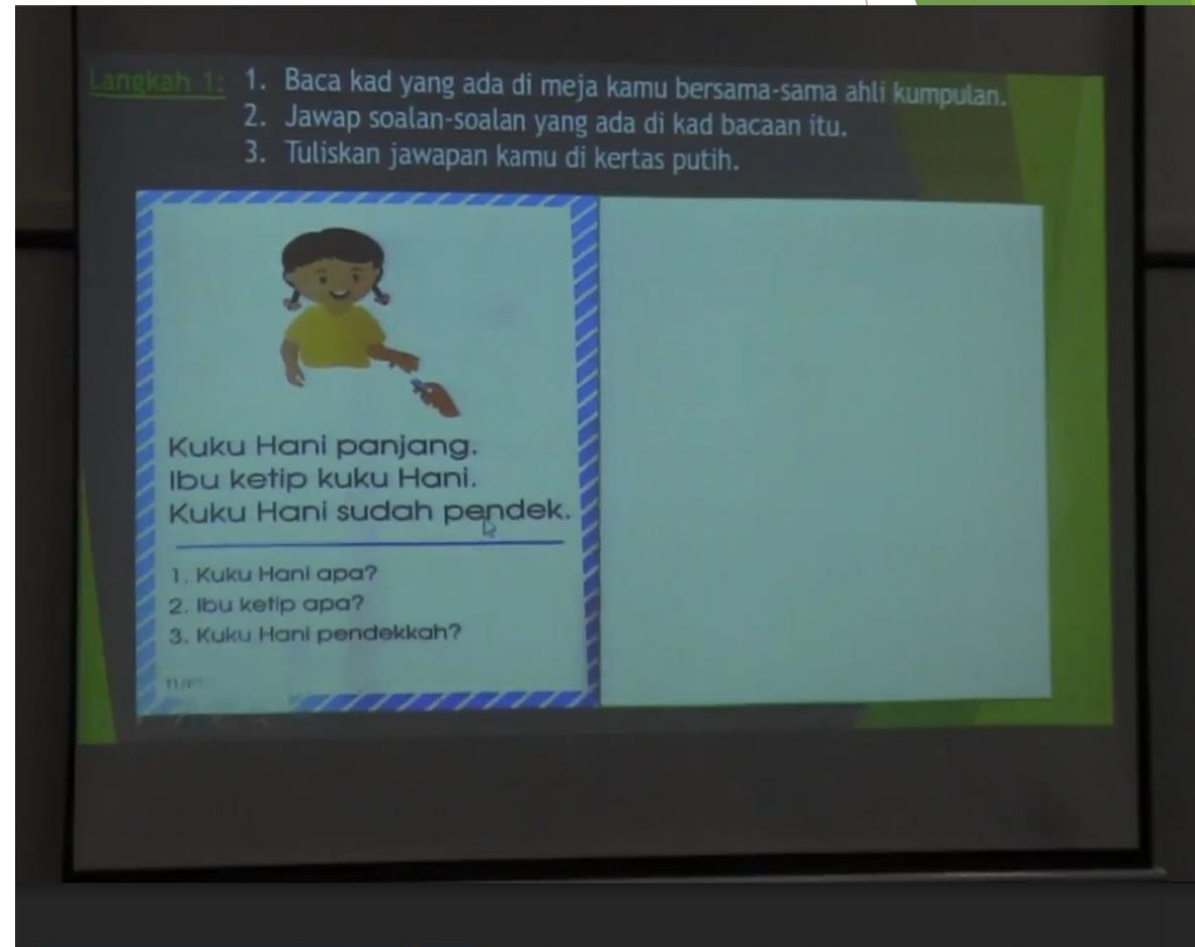 Langkah 1: 1. Baca kad yang ada di meja kamu bersama-sama ahli kumpulan.
2. Jawap soalan-soalan yang ada di kad bacaan itu.
3. Tuliskan jawapan kamu di kertas putih.
Kuku Hani panjang.
Ibu ketip kuku Hani.
Kuku Hani sudah pendek.
1. Kuku Hani apa?
2. Ibu ketip apa?
3. Kuku Hani pendekkah?